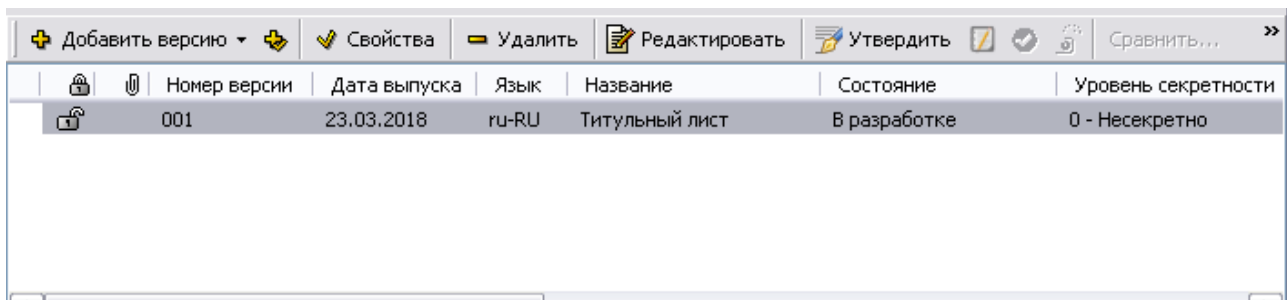 Добавить версию Свойства Удалить Редактировать Утвердить Сравнить... »
Номер версии Дата выпуска Язык Название Состояние Уровень секретности
001 23.03.2018 ru-RU Титульный лист В разработке 0 - Несекретно